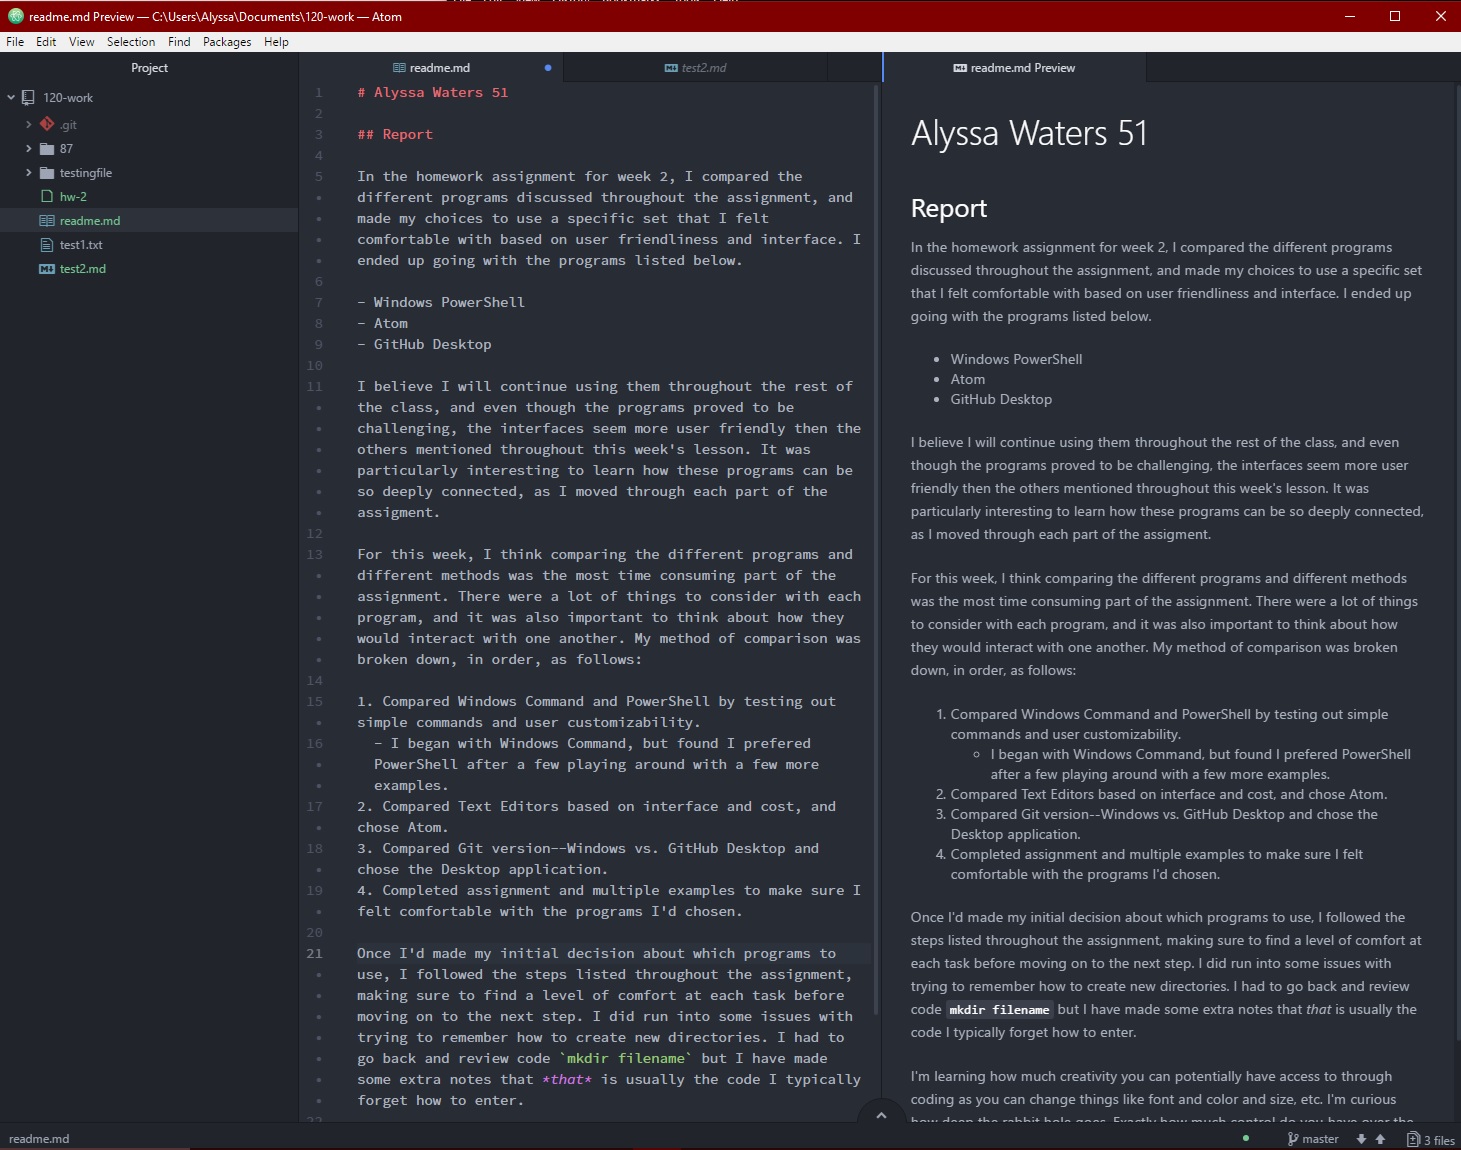 readme.md Preview — C:\Users\Alyssa\Documents\120-work — Atom
File Edit View Selection Find Packages Help
Project
120-work
.git
87
testingfile
hw-2
readme.md
test1.txt
test2.md
readme.md
test2.md
1 # Alyssa Waters 51
2
3 ## Report
4
5 In the homework assignment for week 2, I compared the
different programs discussed throughout the assignment, and
made my choices to use a specific set that I felt
comfortable with based on user friendliness and interface. I
ended up going with the programs listed below.
6
7 - Windows PowerShell
8 - Atom
9 - GitHub Desktop
10
11 I believe I will continue using them throughout the rest of
the class, and even though the programs proved to be
challenging, the interfaces seem more user friendly then the
others mentioned throughout this week's lesson. It was
particularly interesting to learn how these programs can be
so deeply connected, as I moved through each part of the
assigment.
12
13 For this week, I think comparing the different programs and
different methods was the most time consuming part of the
assignment. There were a lot of things to consider with each
program, and it was also important to think about how they
would interact with one another. My method of comparison was
broken down, in order, as follows:
14
15 1. Compared Windows Command and PowerShell by testing out
simple commands and user customizability.
16 - I began with Windows Command, but found I prefered
PowerShell after a few playing around with a few more
examples.
17 2. Compared Text Editors based on interface and cost, and
chose Atom.
18 3. Compared Git version--Windows vs. GitHub Desktop and
chose the Desktop application.
19 4. Completed assignment and multiple examples to make sure I
felt comfortable with the programs I'd chosen.
20
21 Once I'd made my initial decision about which programs to
use, I followed the steps listed throughout the assignment,
making sure to find a level of comfort at each task before
moving on to the next step. I did run into some issues with
trying to remember how to create new directories. I had to
go back and review code `mkdir filename` but I have made
some extra notes that *that* is usually the code I typically
forget how to enter.
22
readme.md Preview
Alyssa Waters 51
Report
In the homework assignment for week 2, I compared the different programs
discussed throughout the assignment, and made my choices to use a specific set
that I felt comfortable with based on user friendliness and interface. I ended up
going with the programs listed below.
• Windows PowerShell
• Atom
• GitHub Desktop
I believe I will continue using them throughout the rest of the class, and even
though the programs proved to be challenging, the interfaces seem more user
friendly then the others mentioned throughout this week's lesson. It was
particularly interesting to learn how these programs can be so deeply connected,
as I moved through each part of the assigment.
For this week, I think comparing the different programs and different methods
was the most time consuming part of the assignment. There were a lot of things
to consider with each program, and it was also important to think about how
they would interact with one another. My method of comparison was broken
down, in order, as follows:
1. Compared Windows Command and PowerShell by testing out simple
commands and user customizability.
◦ I began with Windows Command, but found I prefered PowerShell
after a few playing around with a few more examples.
2. Compared Text Editors based on interface and cost, and chose Atom.
3. Compared Git version--Windows vs. GitHub Desktop and chose the
Desktop application.
4. Completed assignment and multiple examples to make sure I felt
comfortable with the programs I'd chosen.
Once I'd made my initial decision about which programs to use, I followed the
steps listed throughout the assignment, making sure to find a level of comfort at
each task before moving on to the next step. I did run into some issues with
trying to remember how to create new directories. I had to go back and review
code mkdir filename but I have made some extra notes that that is usually the
code I typically forget how to enter.
I'm learning how much creativity you can potentially have access to through
coding as you can change things like font and color and size, etc. I'm curious
how deep the rabbit hole goes. Exactly how much control do you have over the
readme.md
master
3 files